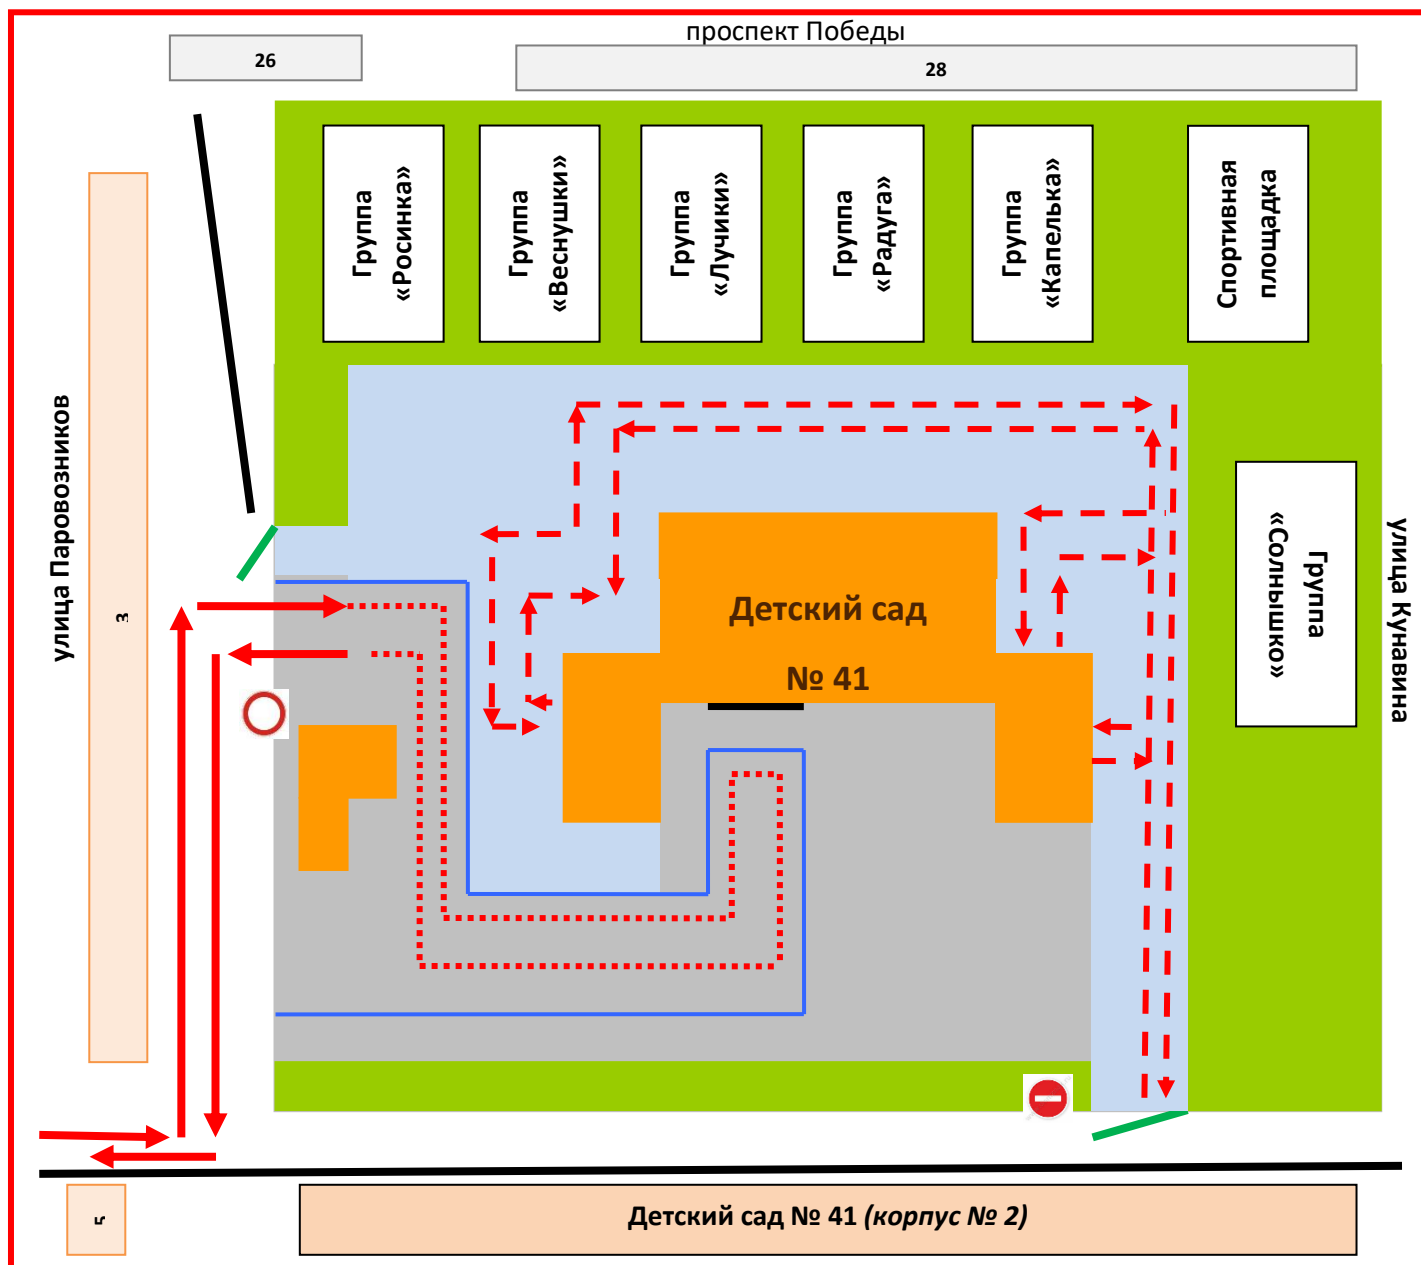 проспект Победы
26
28
Группа
«Росинка»
Группа
«Веснушки»
Группа
«Лучики»
Группа
«Радуга»
Группа
«Капелька»
Спортивная
площадка
улица Паровозников
3
Детский сад
№ 41
Группа
«Солнышко»
улица Кунавина
5
Детский сад № 41 (корпус № 2)